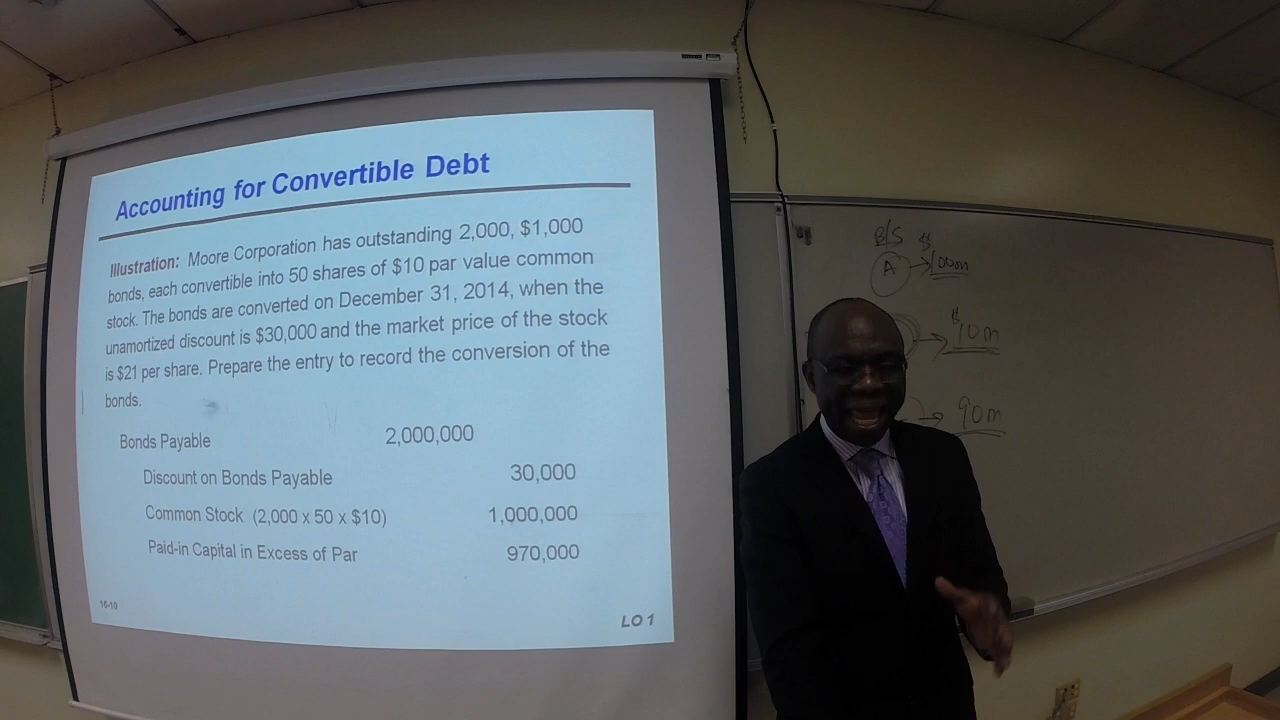 Accounting for Convertible Debt
Illustration: Moore Corporation has outstanding 2,000, $1,000
bonds, each convertible into 50 shares of $10 par value common
stock. The bonds are converted on December 31, 2014, when the
unamortized discount is $30,000 and the market price of the stock
is $21 per share. Prepare the entry to record the conversion of the
bonds.
Bonds Payable 2,000,000
Discount on Bonds Payable 30,000
Common Stock (2,000 x 50 x $10) 1,000,000
Paid-in Capital in Excess of Par 970,000
16-10
LO 1
B/S $
A 100m
$
10m
90m